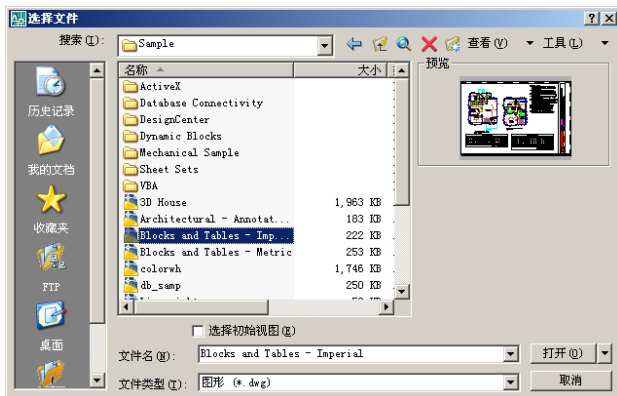 选择文件
搜索(I):
Sample
查看(V)
工具(L)
名称
大小
预览
历史记录
我的文档
收藏夹
FTP
桌面
ActiveX
Database Connectivity
DesignCenter
Dynamic Blocks
Mechanical Sample
Sheet Sets
VBA
3D House 1,963 KB
Architectural - Annotat... 183 KB
Blocks and Tables - Imp... 222 KB
Blocks and Tables - Metric 253 KB
colorwh 1,746 KB
db_samp 250 KB
选择初始视图(E)
文件名(N): Blocks and Tables - Imperial
打开(O)
文件类型(T): 图形 (*.dwg)
取消